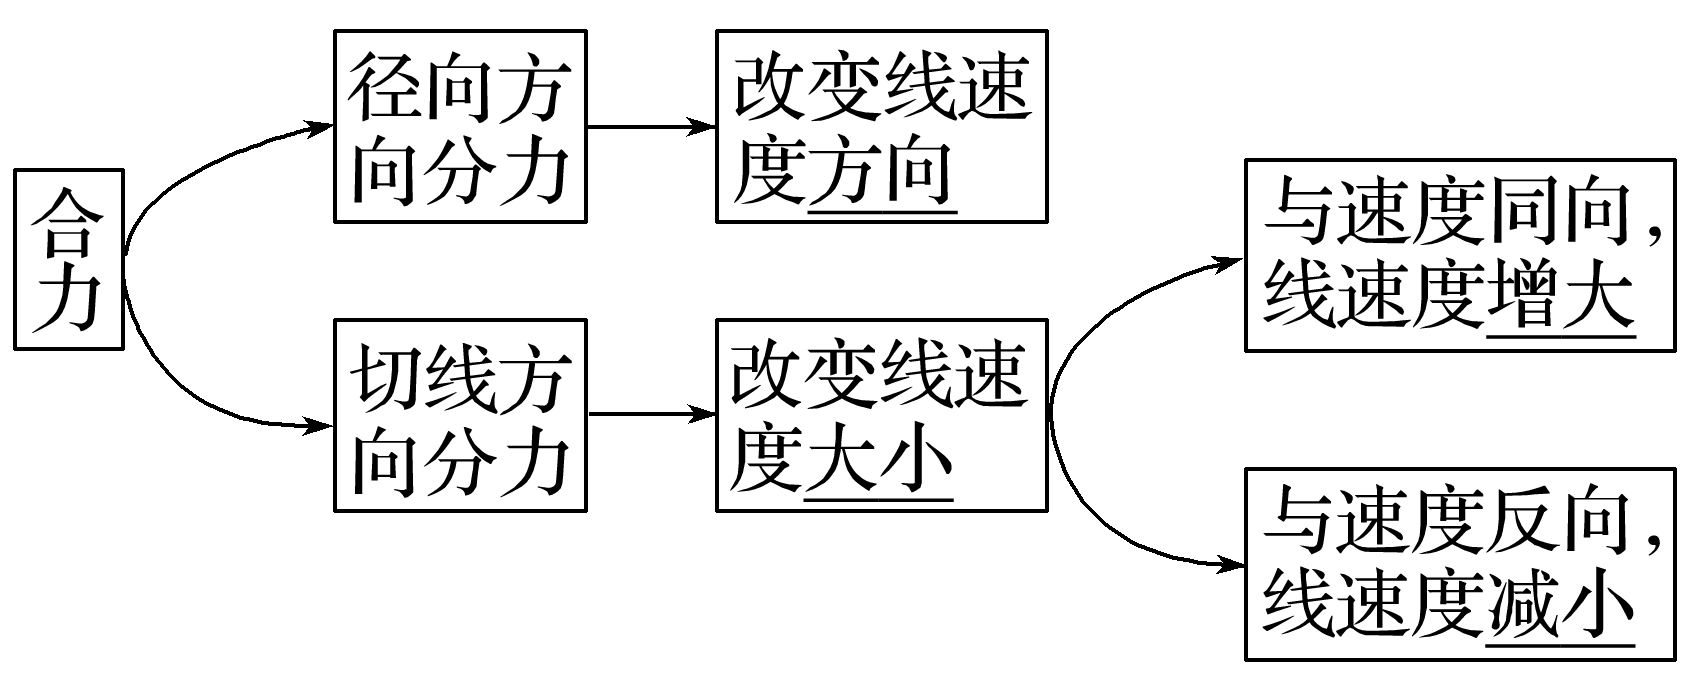 合
力
径向方
向分力
改变线速
度方向
切线方
向分力
改变线速
度大小
与速度同向，
线速度增大
与速度反向，
线速度减小